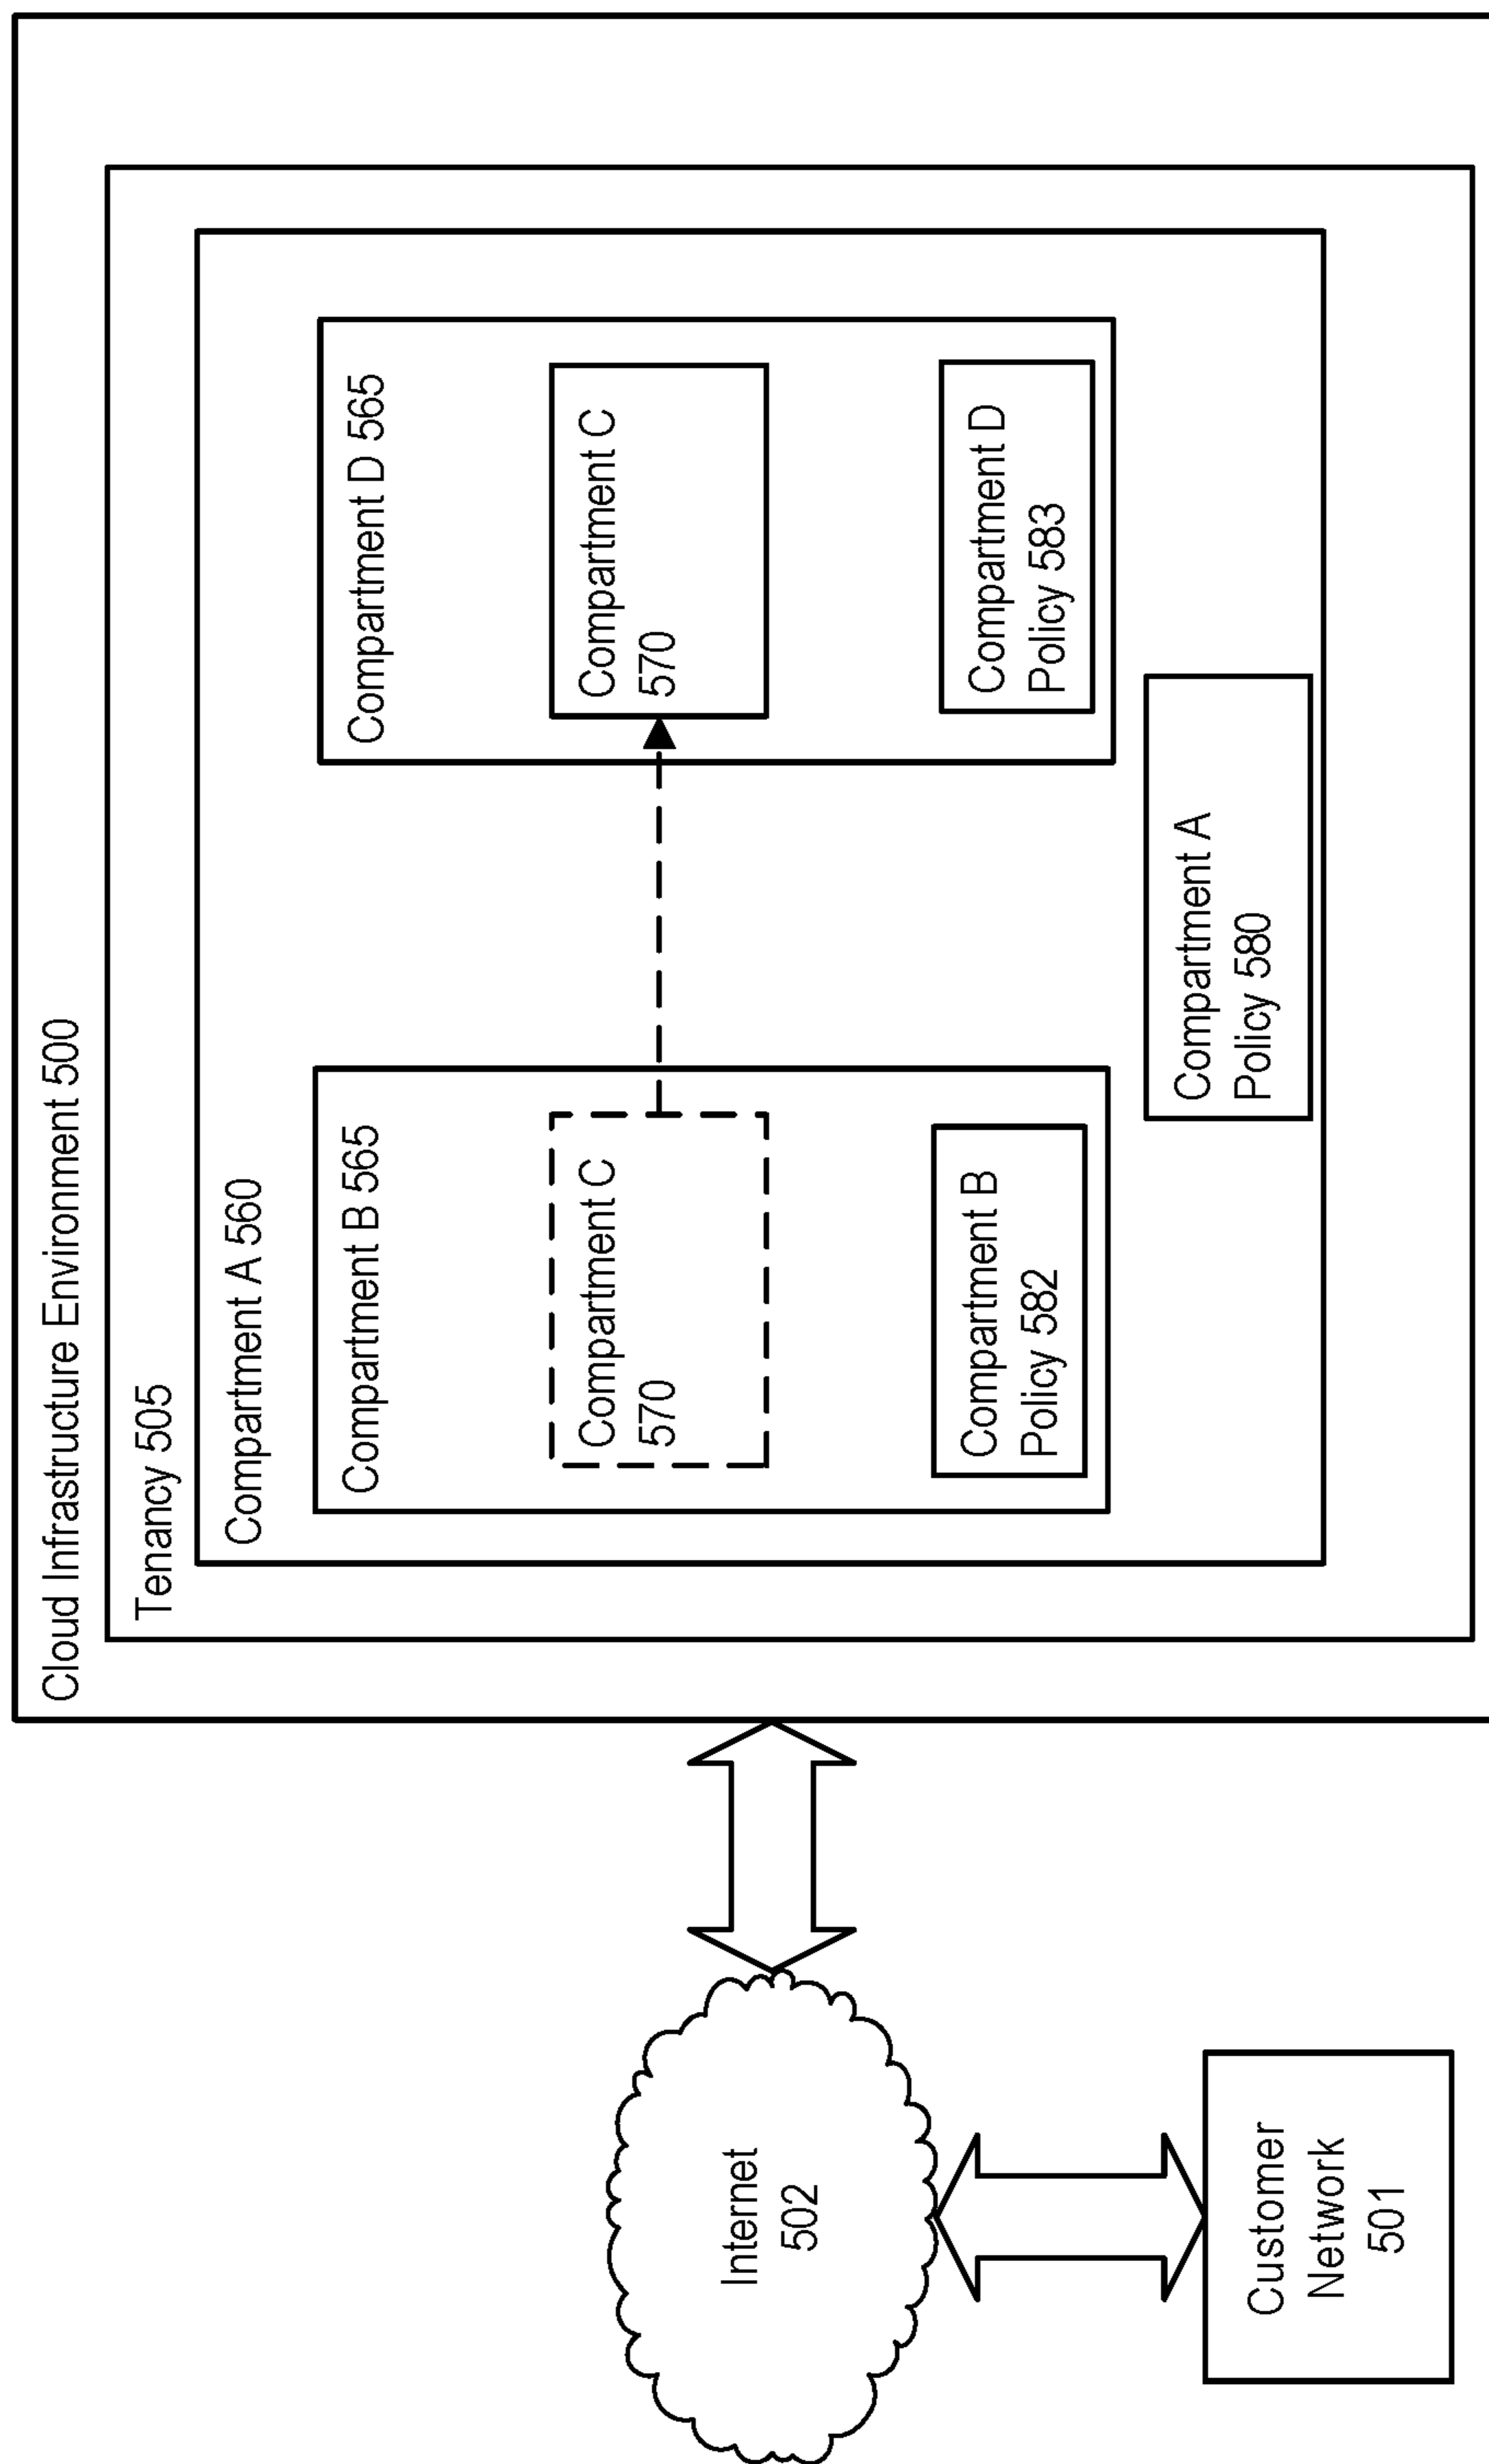 Cloud Infrastructure Environment 500
Tenancy 505
Compartment A 560
Compartment B 565
Compartment C
570
Compartment B
Policy 582
Compartment D 565
Compartment C
570
Compartment D
Policy 583
Compartment A
Policy 580
Internet
502
Customer
Network
501